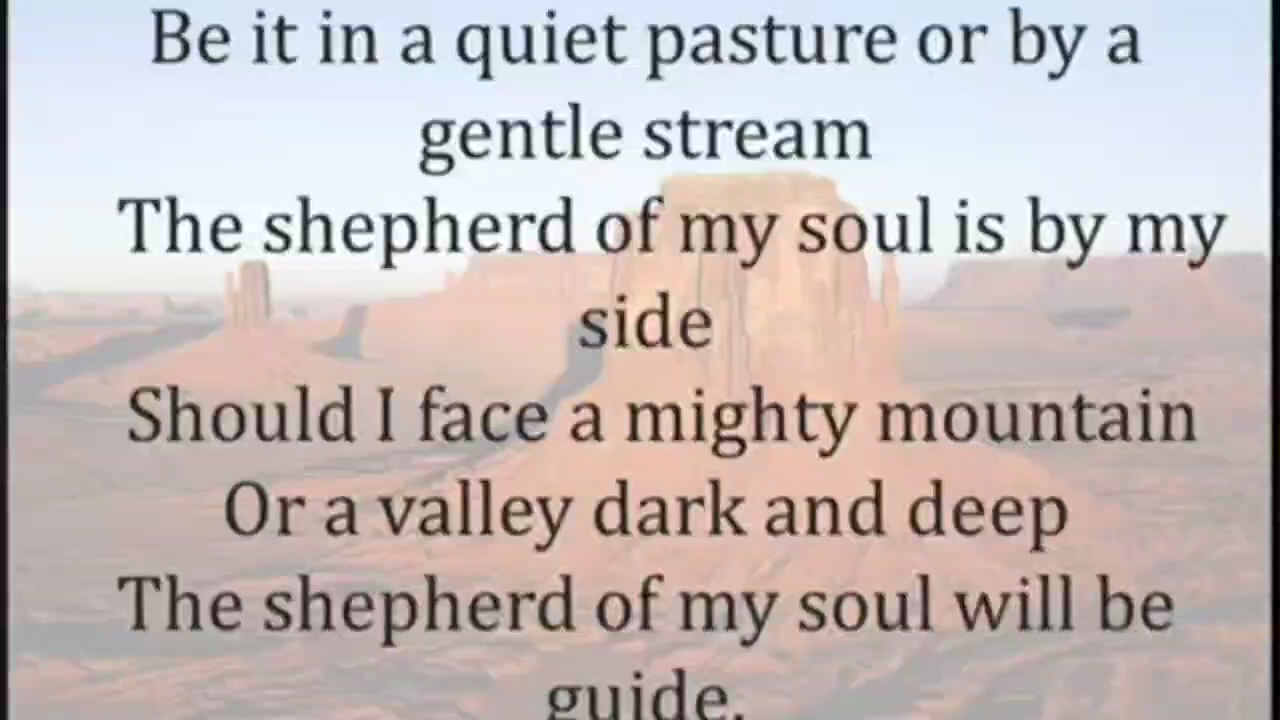 Be it in a quiet pasture or by a
gentle stream
The shepherd of my soul is by my
side
Should I face a mighty mountain
Or a valley dark and deep
The shepherd of my soul will be
guide.